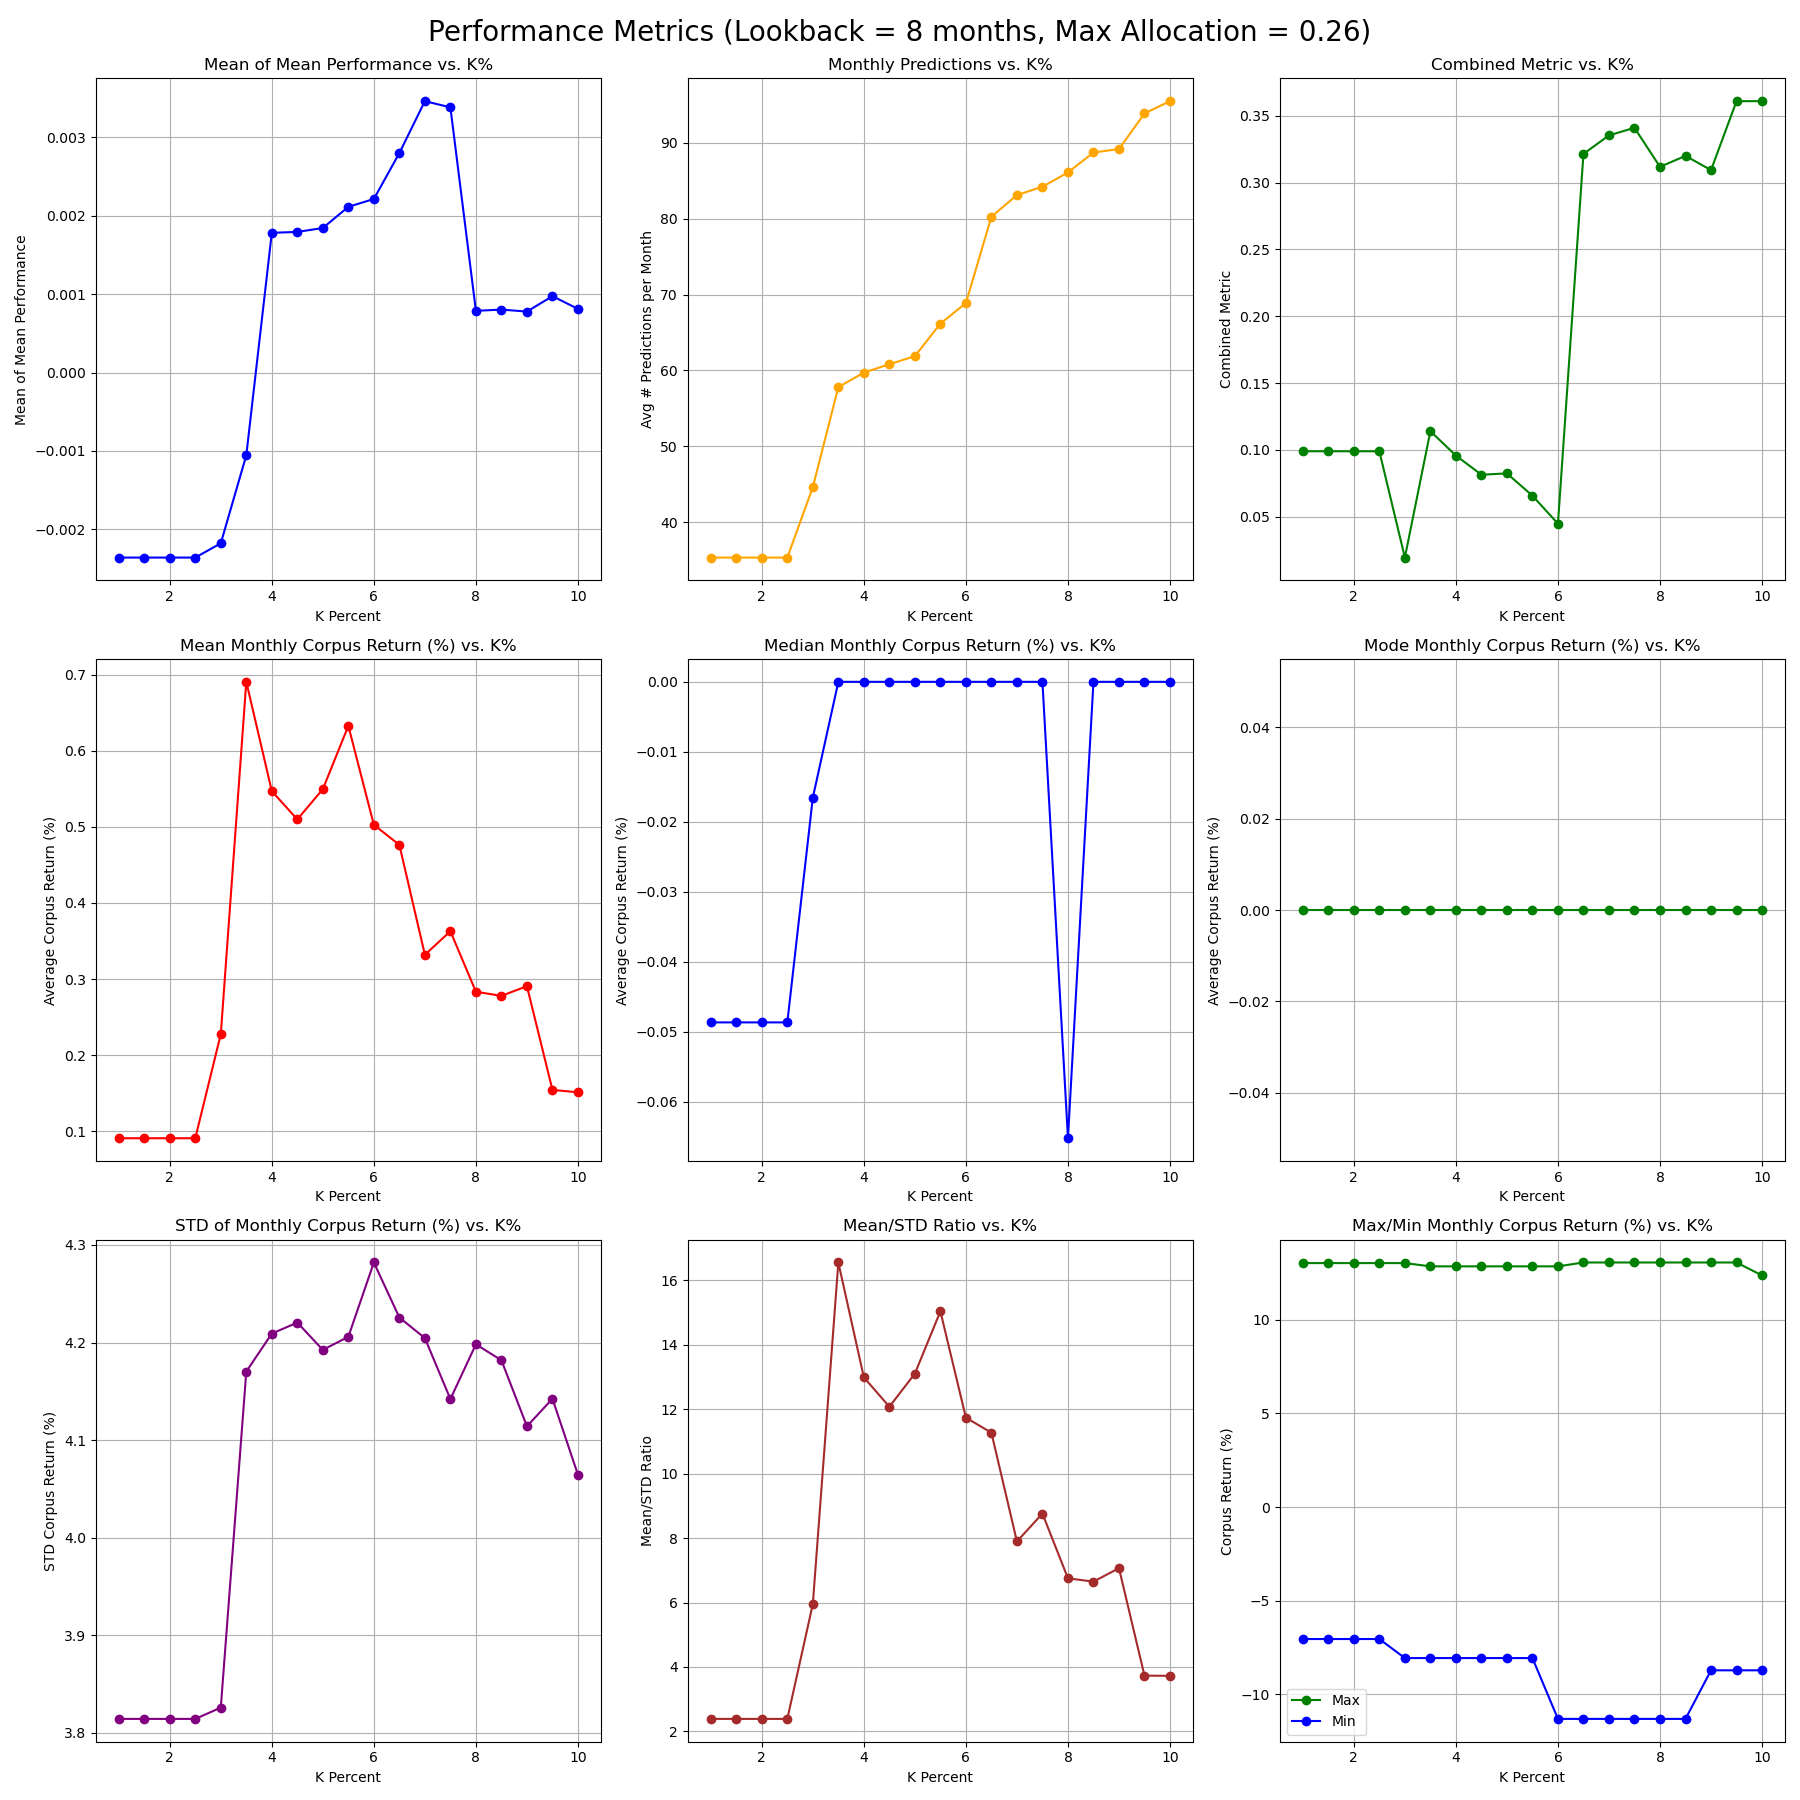 Performance Metrics (Lookback = 8 months, Max Allocation = 0.26)
Mean of Mean Performance vs. K%
Mean of Mean Performance
0.003
0.002
0.001
0.000
−0.001
−0.002
2 4 6 8 10
K Percent
Monthly Predictions vs. K%
Avg # Predictions per Month
90
80
70
60
50
40
2 4 6 8 10
K Percent
Combined Metric vs. K%
Combined Metric
0.35
0.30
0.25
0.20
0.15
0.10
0.05
2 4 6 8 10
K Percent
Mean Monthly Corpus Return (%) vs. K%
Average Corpus Return (%)
0.7
0.6
0.5
0.4
0.3
0.2
0.1
2 4 6 8 10
K Percent
Median Monthly Corpus Return (%) vs. K%
Average Corpus Return (%)
0.00
−0.01
−0.02
−0.03
−0.04
−0.05
−0.06
2 4 6 8 10
K Percent
Mode Monthly Corpus Return (%) vs. K%
Average Corpus Return (%)
0.04
0.02
0.00
−0.02
−0.04
2 4 6 8 10
K Percent
STD of Monthly Corpus Return (%) vs. K%
STD Corpus Return (%)
4.3
4.2
4.1
4.0
3.9
3.8
2 4 6 8 10
K Percent
Mean/STD Ratio vs. K%
Mean/STD Ratio
16
14
12
10
8
6
4
2
2 4 6 8 10
K Percent
Max/Min Monthly Corpus Return (%) vs. K%
Corpus Return (%)
10
5
0
−5
−10
Max
Min
2 4 6 8 10
K Percent